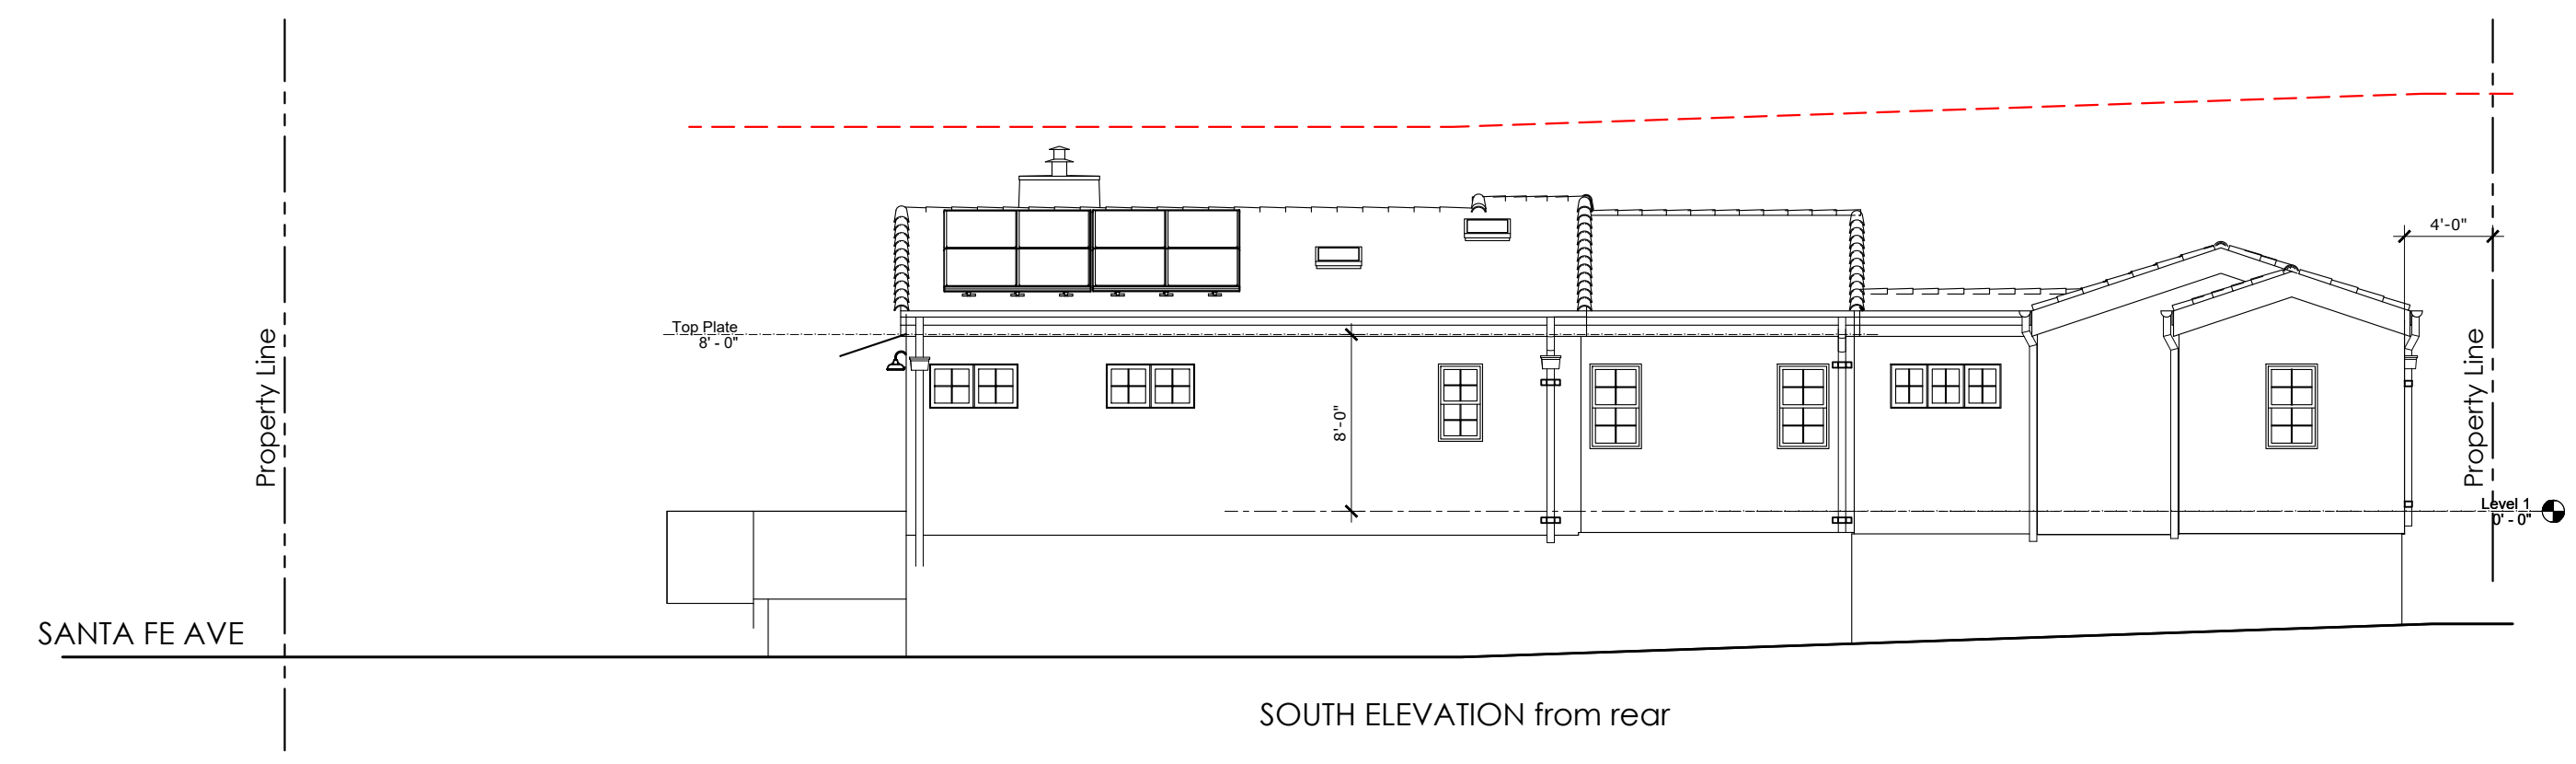 4'-0"
Top Plate
8' - 0"
Property Line
Property Line
8'-0"
Level 1
0' - 0"
SANTA FE AVE
SOUTH ELEVATION from rear